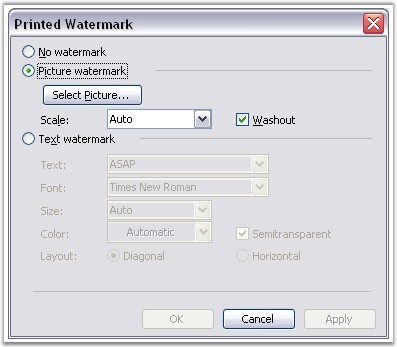 Printed Watermark
No watermark
Picture watermark
Select Picture...
Scale: Auto Washout
Text watermark
Text: ASAP
Font: Times New Roman
Size: Auto
Color: Automatic Semitransparent
Layout: Diagonal Horizontal
OK Cancel Apply